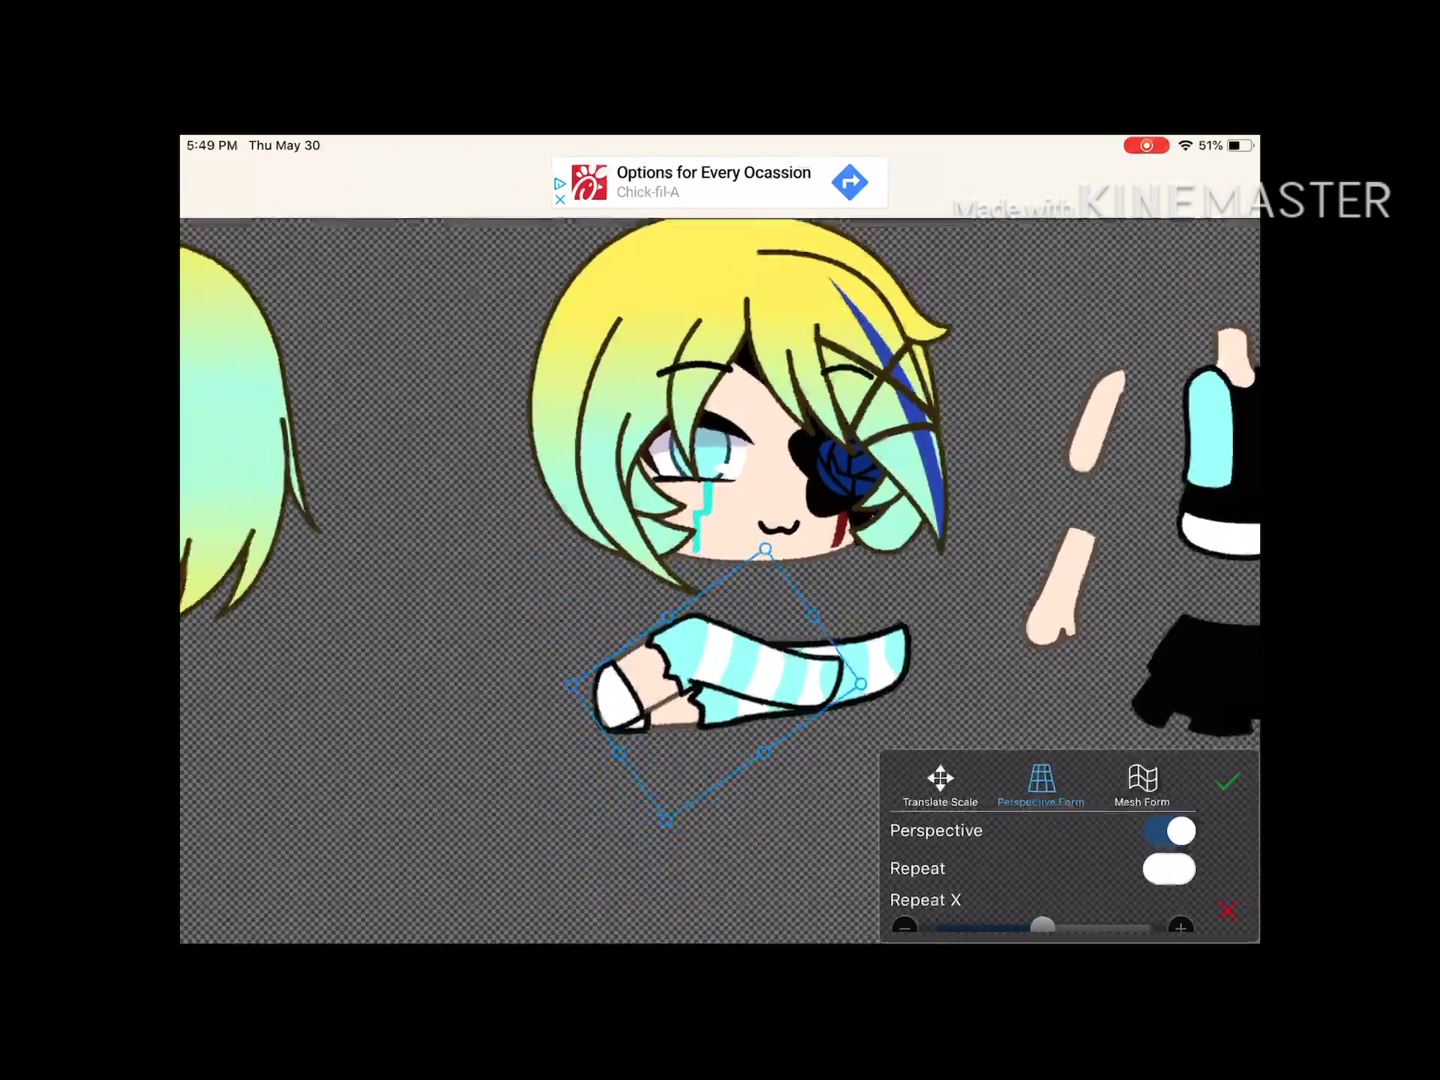 5:49 PM Thu May 30
51%
Options for Every Ocassion
Chick-fil-A
Made with KINEMASTER
Translate Scale
Perspective Form
Mesh Form
Perspective
Repeat
Repeat X